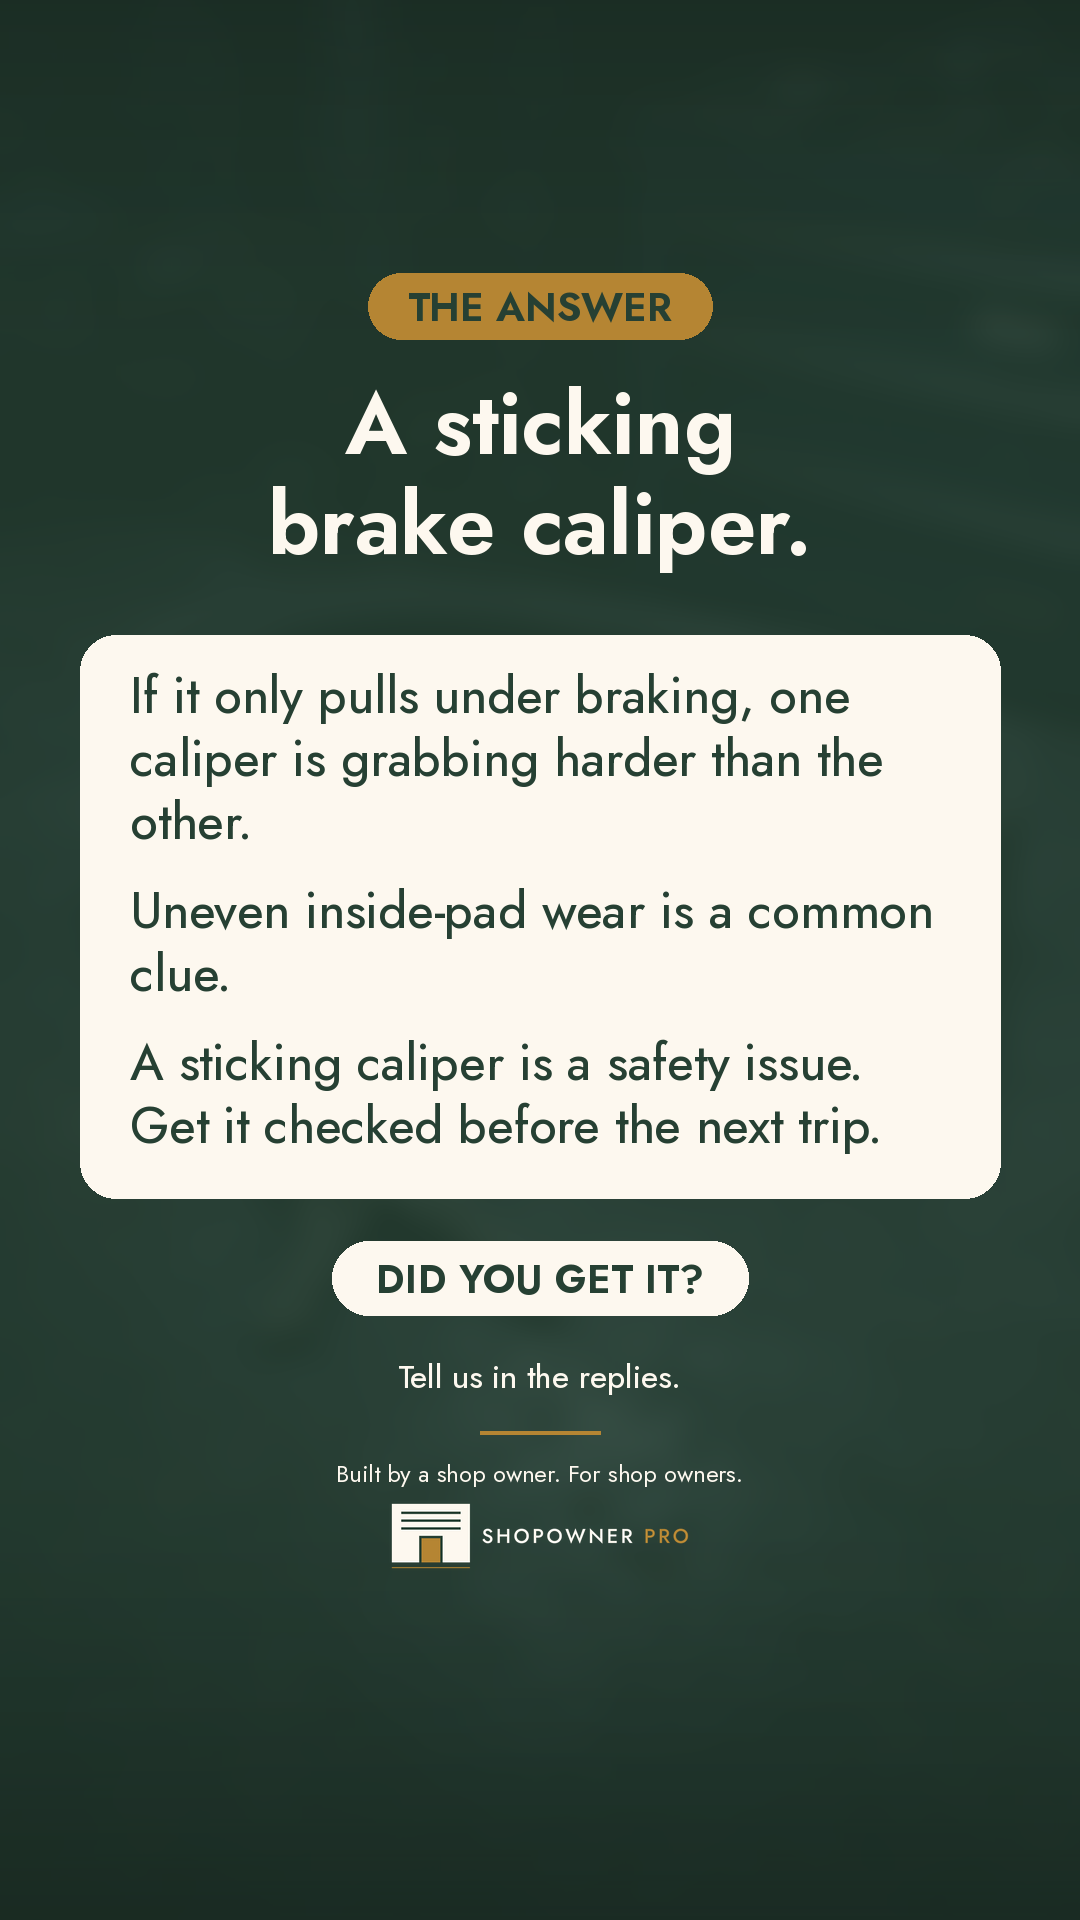 THE ANSWER
A sticking
brake caliper.
If it only pulls under braking, one
caliper is grabbing harder than the
other.
Uneven inside-pad wear is a common
clue.
A sticking caliper is a safety issue.
Get it checked before the next trip.
DID YOU GET IT?
Tell us in the replies.
Built by a shop owner. For shop owners.
SHOPOWNER PRO